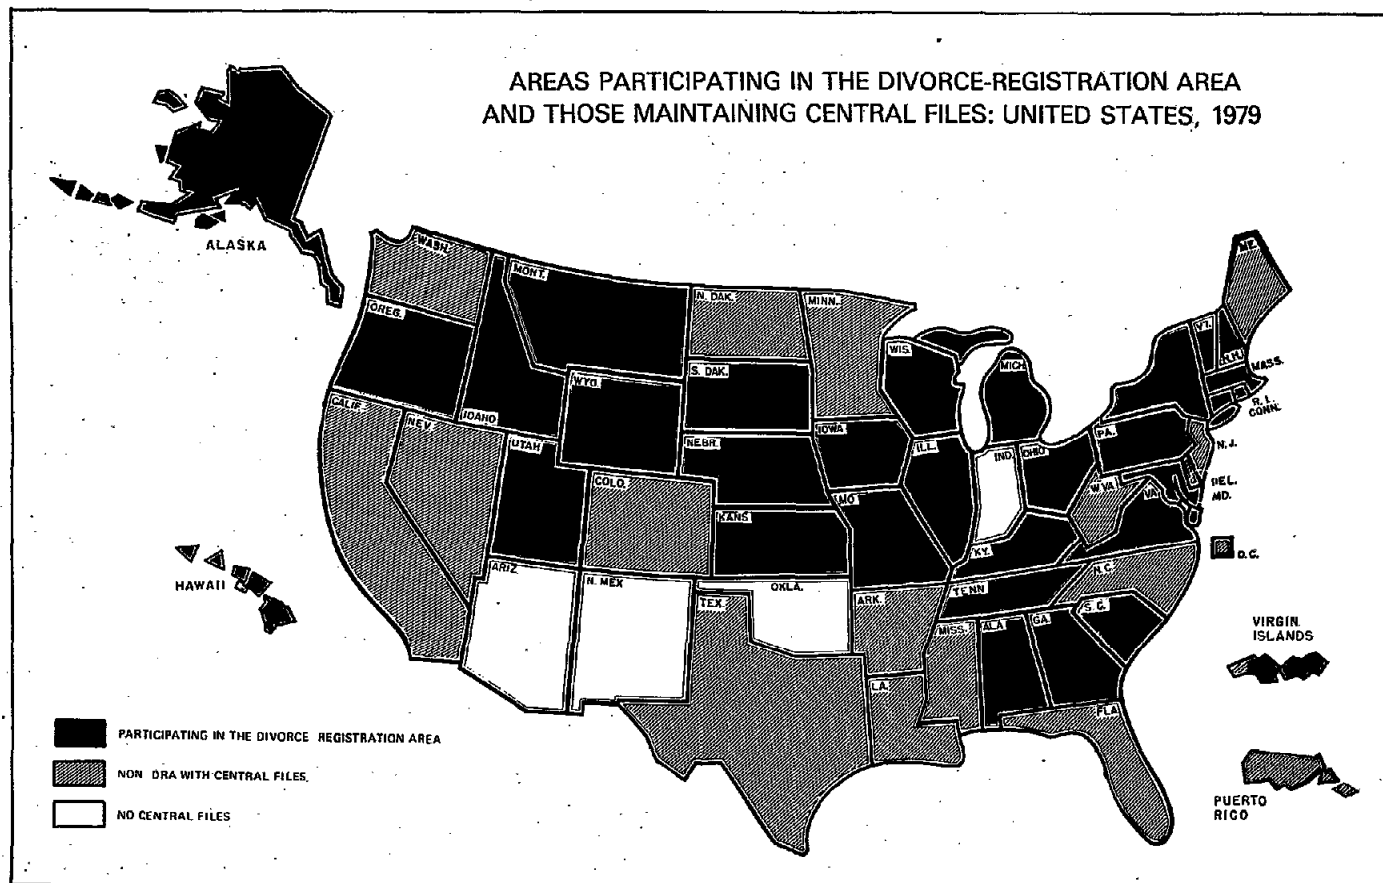 AREAS PARTICIPATING IN THE DIVORCE-REGISTRATION AREA
AND THOSE MAINTAINING CENTRAL FILES: UNITED STATES, 1979
ALASKA
WASH.
MONT.
N. DAK.
MINN.
ME.
OREG.
VT.
N.H.
MASS.
WIS.
MICH.
S. DAK.
WYO.
IDAHO
R. I.
CONN.
CALIF.
NEV.
UTAH
NEBR.
IOWA
ILL.
IND.
OHIO
PA.
N.J.
COLO.
MO
W VA.
VA.
DEL.
MD.
KANS
KY.
D.C.
HAWAII
ARIZ.
N. MEX
OKLA.
TEX.
ARK.
TENN
N.C.
S.C.
MISS.
ALA
GA.
VIRGIN
ISLANDS
LA.
FLA.
PARTICIPATING IN THE DIVORCE REGISTRATION AREA
NON DRA WITH CENTRAL FILES
NO CENTRAL FILES
PUERTO
RICO